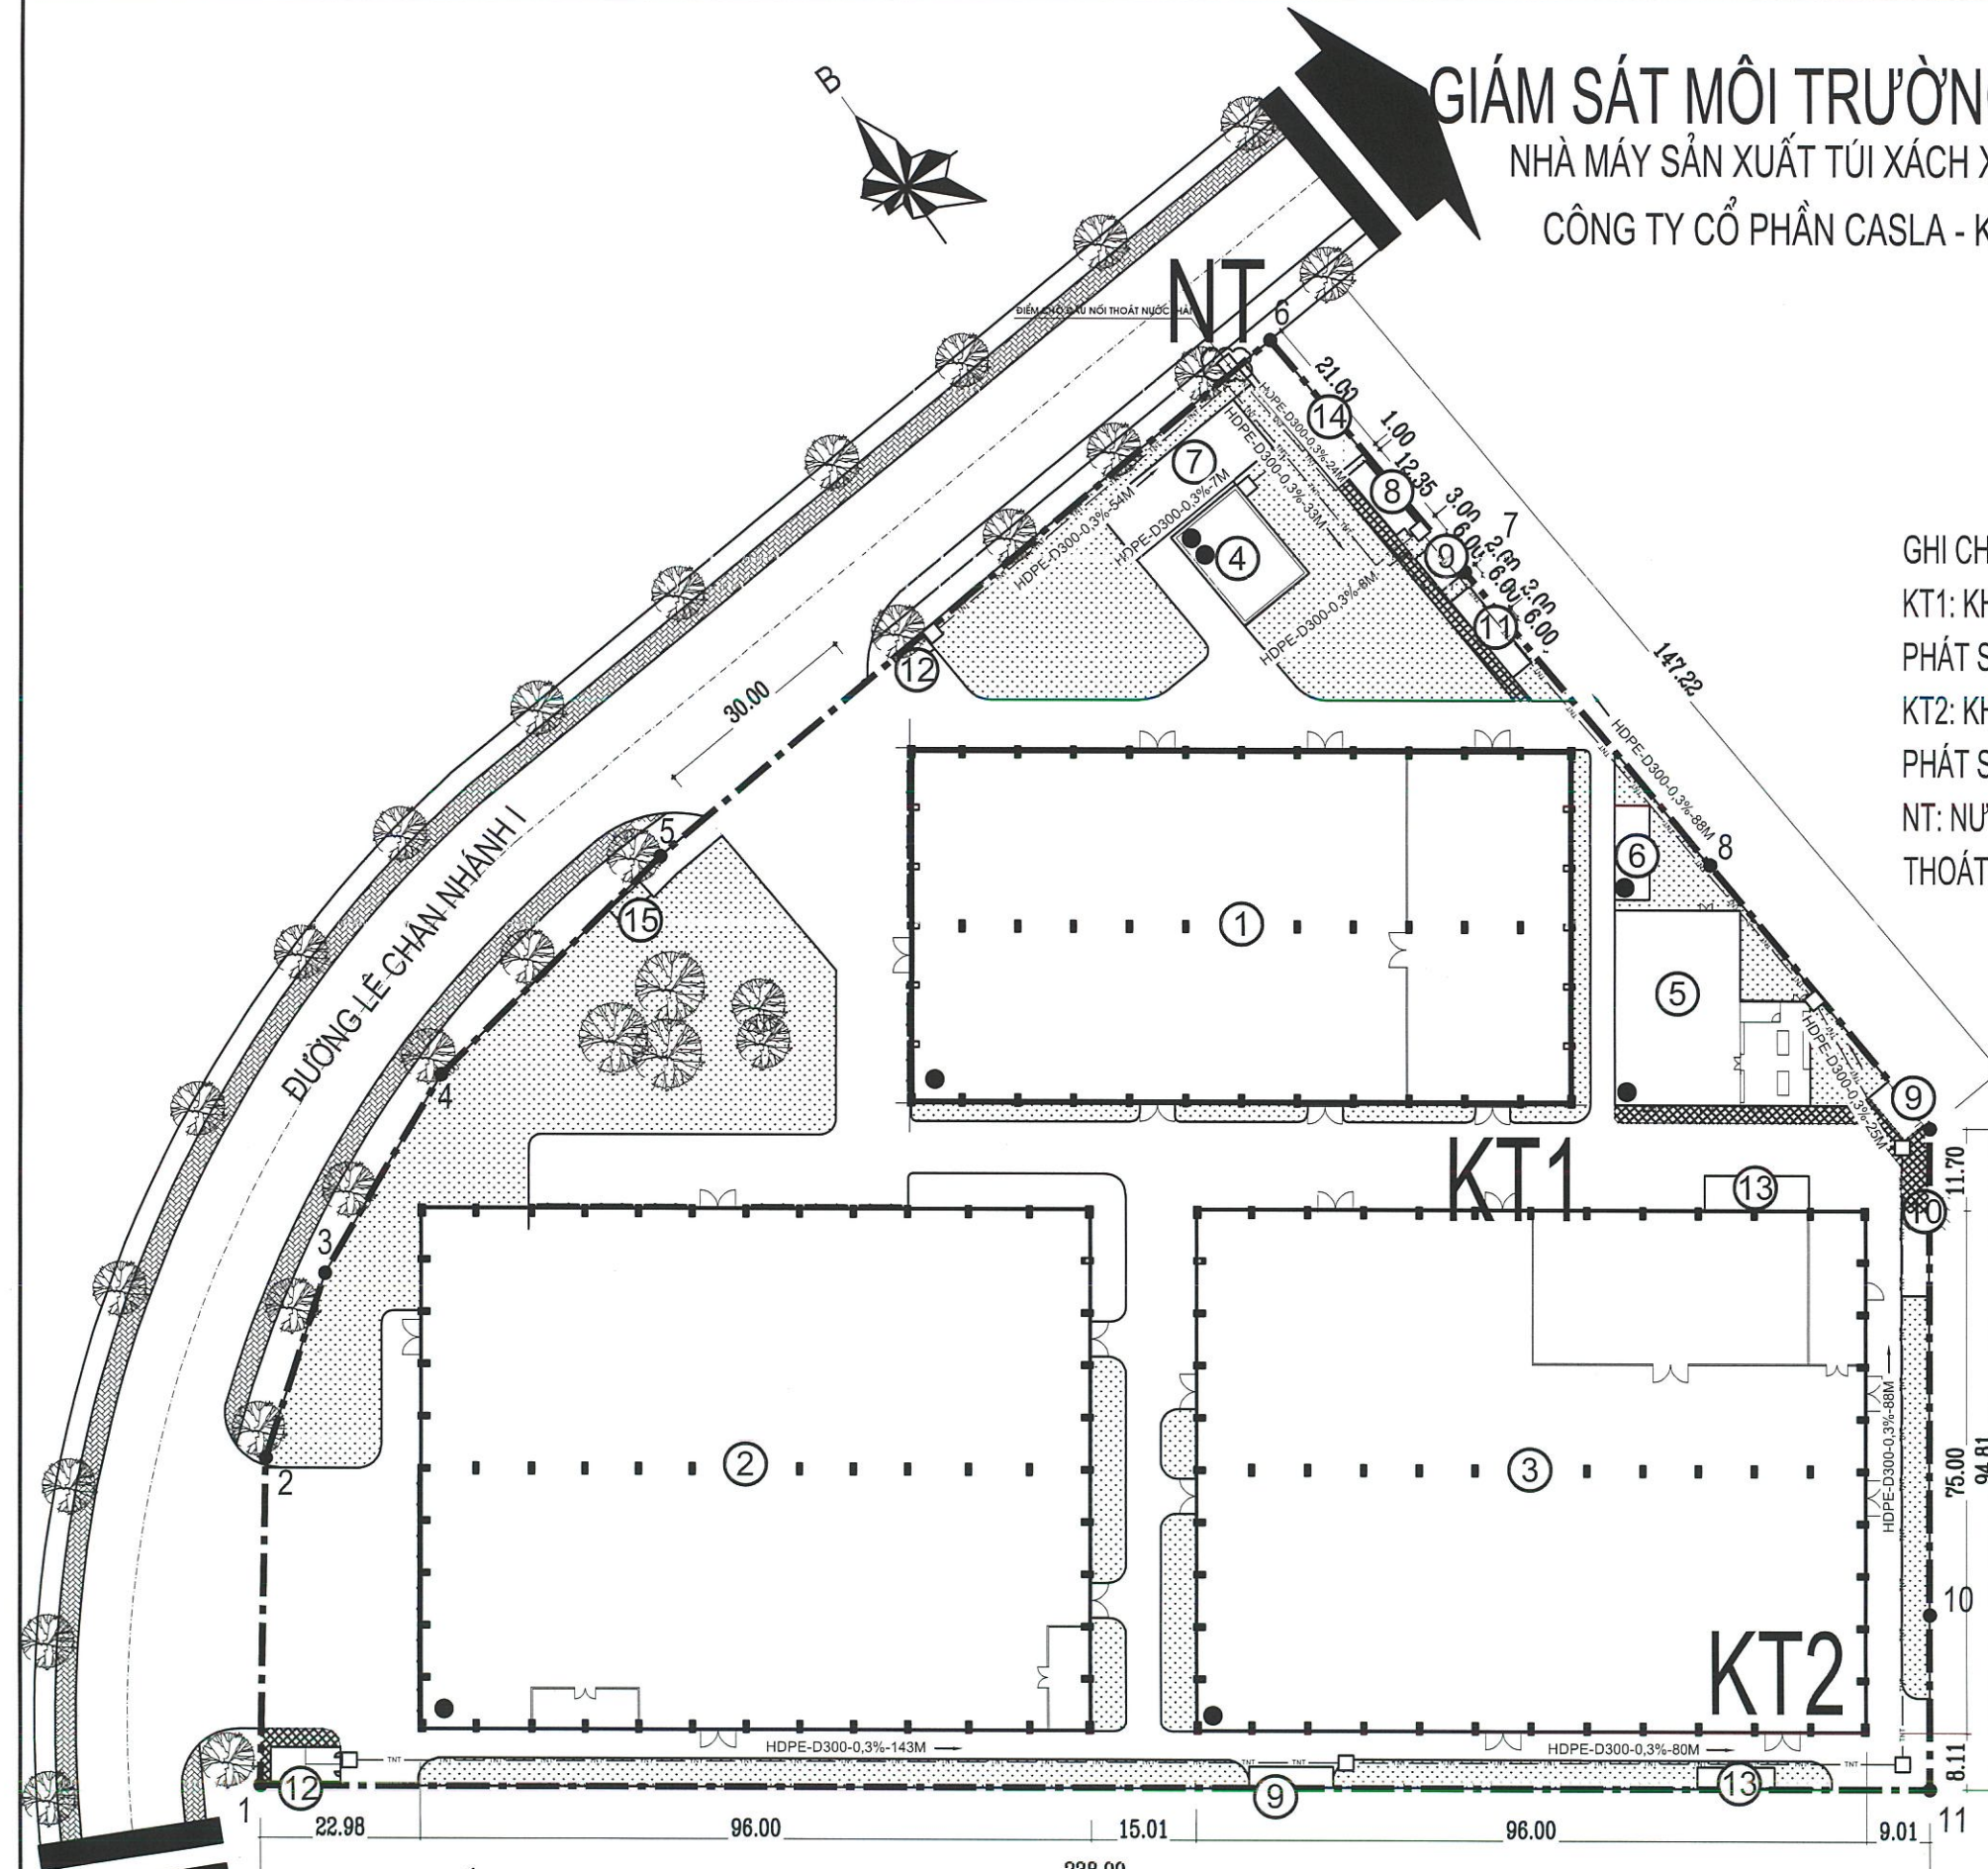 B
GIÁM SÁT MÔI TRƯỜN
NHÀ MÁY SẢN XUẤT TÚI XÁCH
CÔNG TY CỔ PHẦN CASLA - K
NT
6
21.00
14
1.00
12.35
8
3.00
6.00
7
9
2.00
6.00
2.00
6.00
11
147.22
HDPE-D300-0,3%-24M
HDPE-D300-0,3%-33M
7
HDPE-D300-0,3%-54M
HDPE-D300-0,3%-7M
4
HDPE-D300-0,3%-8M
12
30.00
GHI CH
KT1: KH
PHÁT S
KT2: KH
PHÁT S
NT: NƯ
THOÁT
HDPE-D300-0,3%-88M
8
6
5
15
5
ĐƯỜNG LÊ CHÂN NHÁNH I
1
4
HDPE-D300-0,3%-25M
9
KT1
13
11.70
10
3
2
2
3
HDPE-D300-0,3%-88M
75.00
94.81
10
KT2
HDPE-D300-0,3%-143M
HDPE-D300-0,3%-80M
TNT
TNT
TNT
TNT
8.11
12
1
9
13
11
22.98
96.00
15.01
96.00
9.01